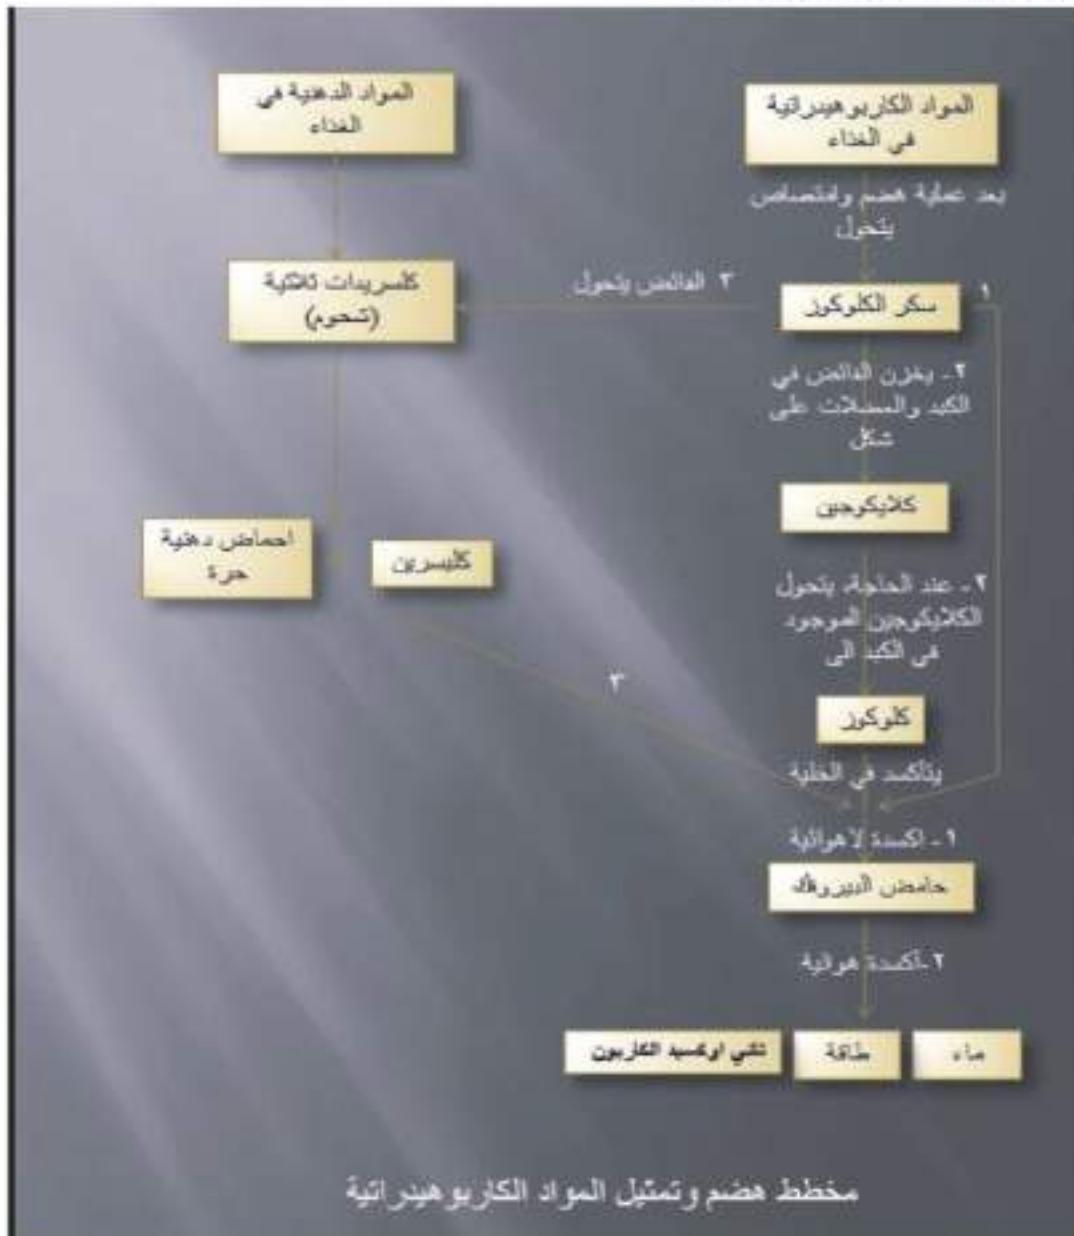 المواد الكاربوهيدراتية
في الغذاء
المواد الدهنية في
الغذاء
بعد عملية هضم وامتصاص
يتحول
سكر الكلوكوز
١
٣ الفائض يتحول
كلسريدات ثلاثية
(شحوم)
٢- يخزن الفائض في
الكبد والعضلات على
شكل
كلايكوجين
كليسرين
احماض دهنية
حرة
٢- عند الحاجة، يتحول
الكلايكوجين الموجود
في الكبد الى
٣
كلوكوز
يتأكسد في الخلية
١- اكسدة لاهوائية
حامض البيروفك
٢-أكسدة هوائية
ماء
طاقة
ثاني اوكسيد الكاربون
مخطط هضم وتمثيل المواد الكاربوهيدراتية